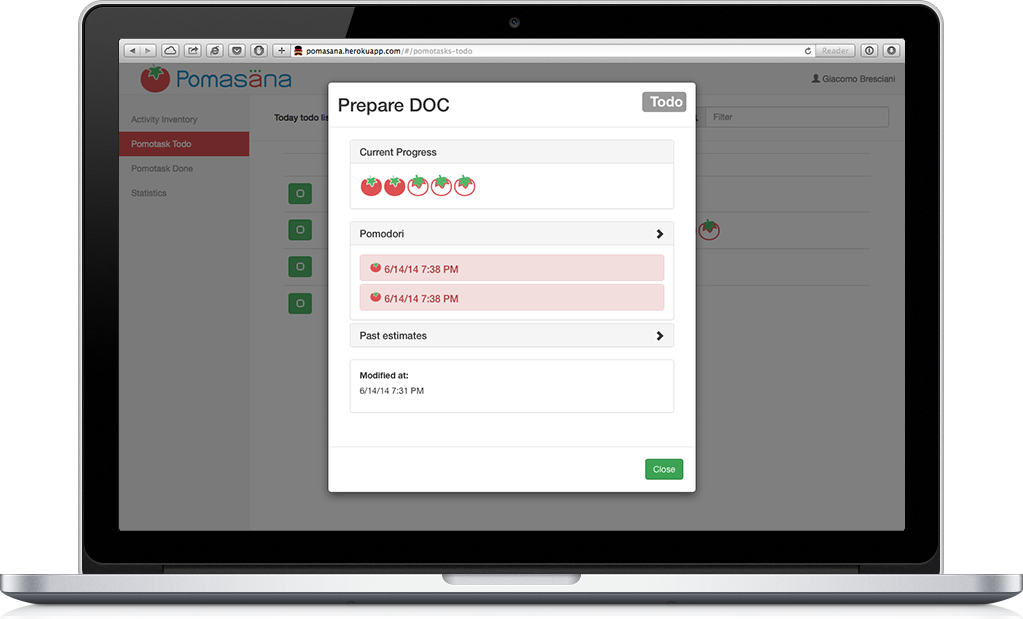 pomasana.herokuapp.com/#/pomotasks-todo
Reader
Pomasäna
Giacomo Bresciani
Activity Inventory
Pomotask Todo
Pomotask Done
Statistics
Today todo lis
Filter
Prepare DOC
Todo
Current Progress
Pomodori
6/14/14 7:38 PM
6/14/14 7:38 PM
Past estimates
Modified at:
6/14/14 7:31 PM
Close